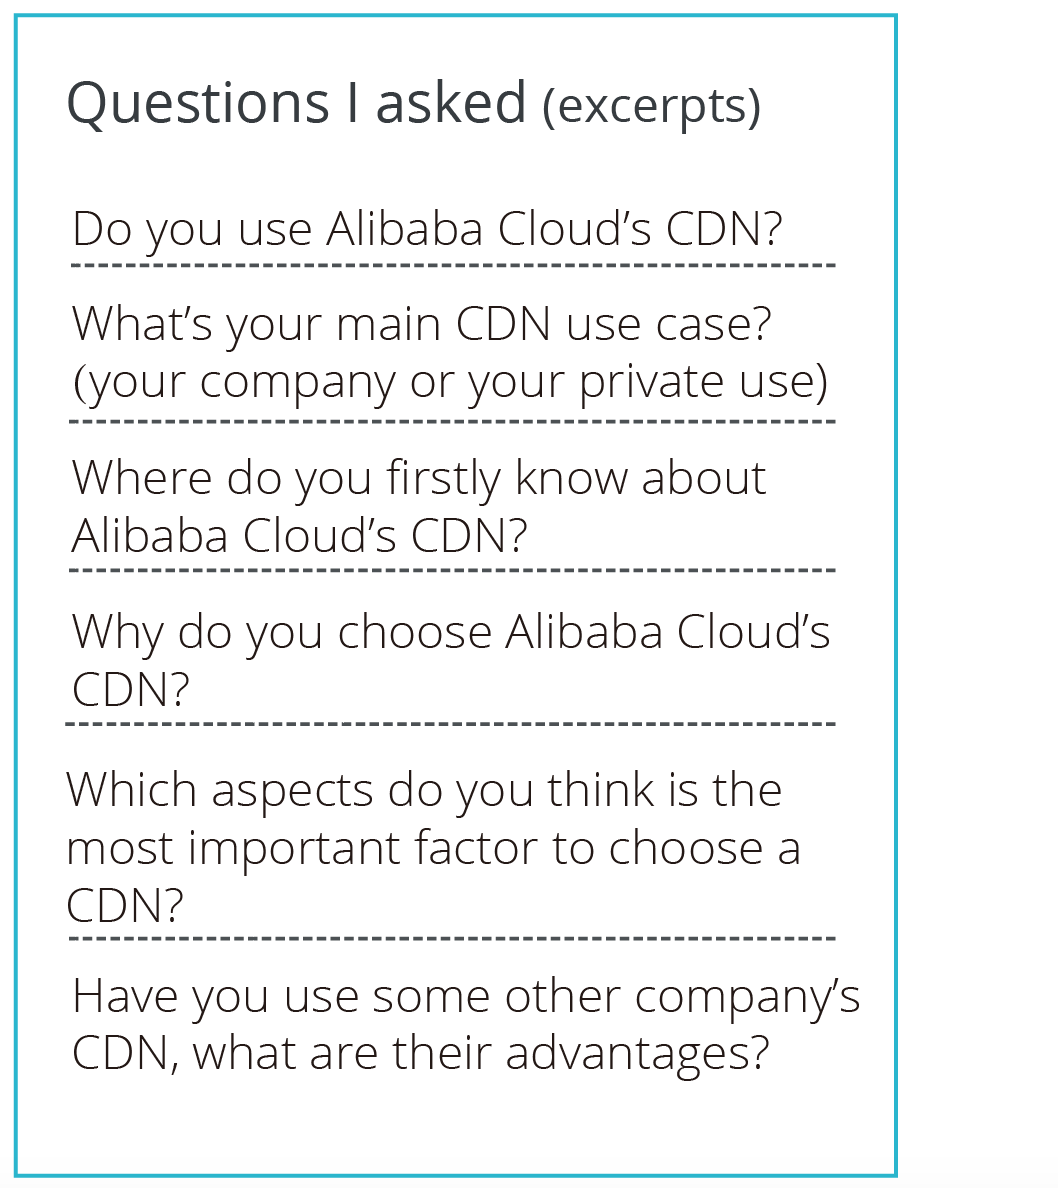 Questions I asked (excerpts)
Do you use Alibaba Cloud’s CDN?
What’s your main CDN use case?
(your company or your private use)
Where do you firstly know about
Alibaba Cloud’s CDN?
Why do you choose Alibaba Cloud’s
CDN?
Which aspects do you think is the
most important factor to choose a
CDN?
Have you use some other company’s
CDN, what are their advantages?